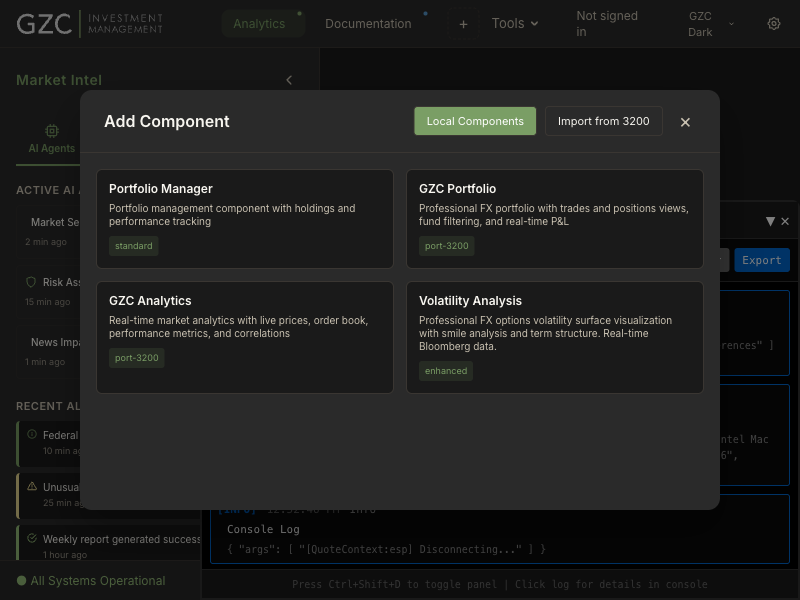 GZC INVESTMENT MANAGEMENT
Analytics
Documentation
+
Tools
Not signed in
GZC Dark
Market Intel
AI Agents
Add Component
Local Components
Import from 3200
×
Portfolio Manager
Portfolio management component with holdings and
performance tracking
standard
GZC Portfolio
Professional FX portfolio with trades and positions views,
fund filtering, and real-time P&L
port-3200
GZC Analytics
Real-time market analytics with live prices, order book,
performance metrics, and correlations
port-3200
Volatility Analysis
Professional FX options volatility surface visualization
with smile analysis and term structure. Real-time
Bloomberg data.
enhanced
ACTIVE AI
Market Se
2 min ago
Risk Ass
15 min ago
News Impa
1 min ago
RECENT AL
Federal
10 min ag
Unusua
25 min ag
Weekly report generated success
1 hour ago
All Systems Operational
▼ ×
Export
rences" ]
ntel Mac
6",
Console Log
{ "args": [ "[QuoteContext:esp] Disconnecting..." ] }
Press Ctrl+Shift+D to toggle panel | Click log for details in console